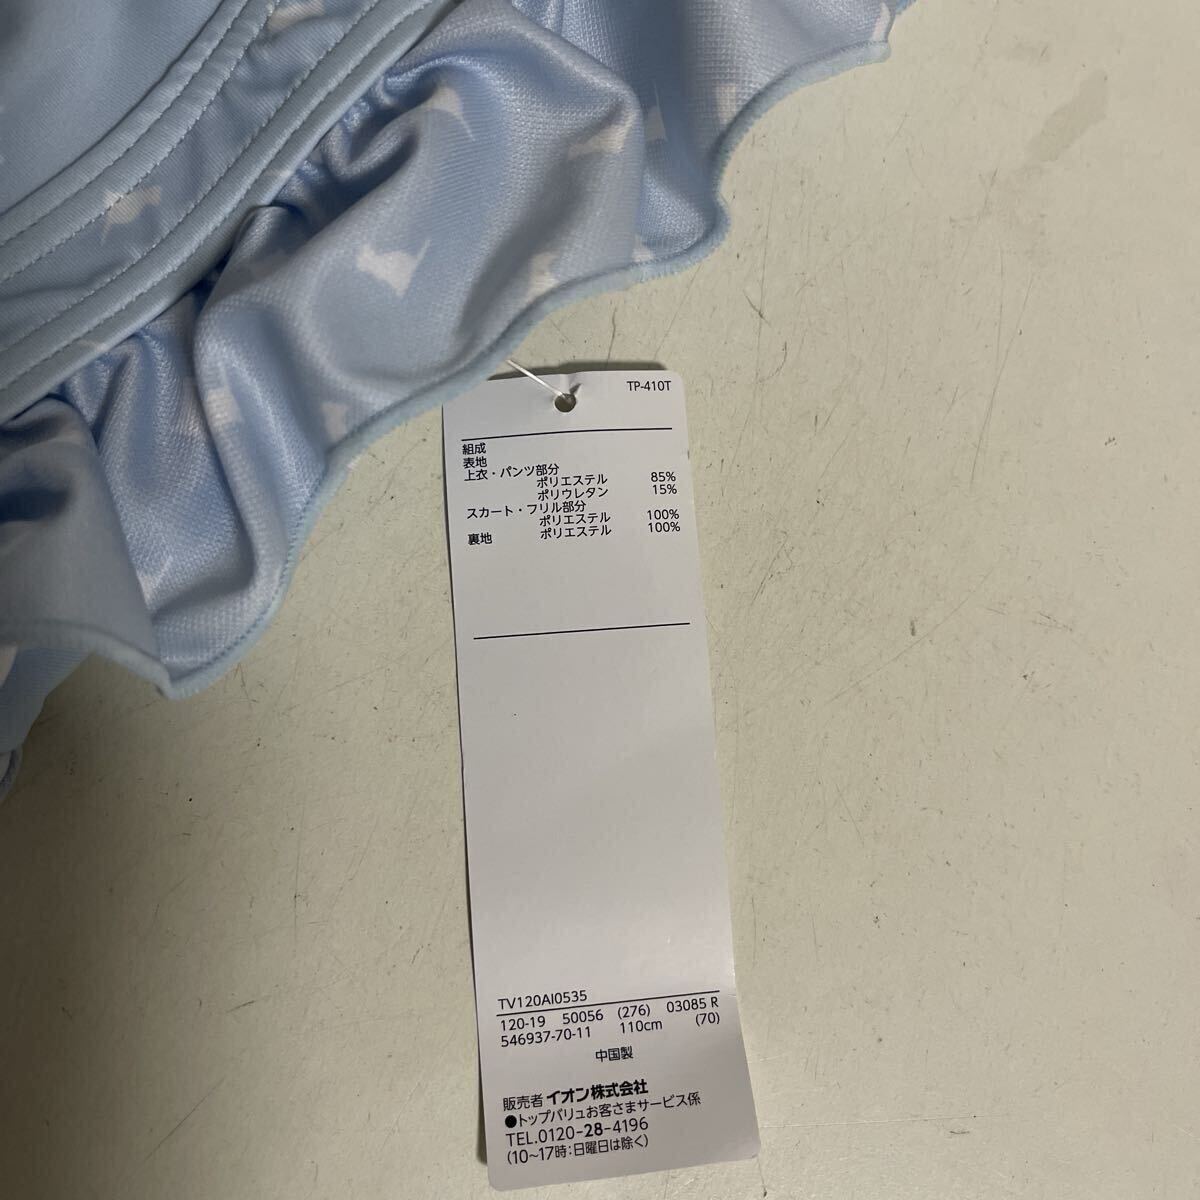 TP-410T
組成
表地
上衣・パンツ部分
ポリエステル 85%
ポリウレタン 15%
スカート・フリル部分
ポリエステル 100%
裏地 ポリエステル 100%
TV120AI0535
120-19 50056 (276) 03085 R
546937-70-11 110cm (70)
中国製
販売者 イオン株式会社
●トップバリュお客さまサービス係
TEL.0120-28-4196
(10~17時:日曜日は除く)